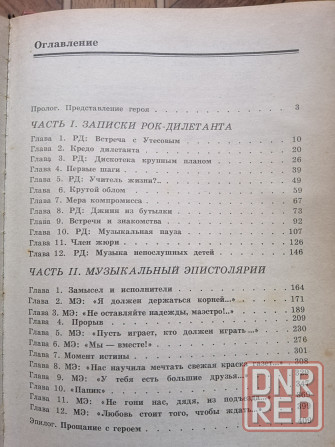 Оглавление
Пролог. Представление героя 3
ЧАСТЬ I. ЗАПИСКИ РОК-ДИЛЕТАНТА
Глава 1. РД: Встреча с Утесовым 10
Глава 2. Кредо дилетанта 20
Глава 3. РД: Дискотека крупным планом 26
Глава 4. Первые шаги 39
Глава 5. РД: Учитель жизни?.. 49
Глава 6. Крутой облом 59
Глава 7. Мера компромисса 67
Глава 8. РД: Джинн из бутылки 73
Глава 9. Встречи и знакомства 92
Глава 10. РД: Музыкальная пауза 107
Глава 11. Член жюри 126
Глава 12. РД: Музыка непослушных детей 146
ЧАСТЬ II. МУЗЫКАЛЬНЫЙ ЭПИСТОЛЯРИЙ
Глава 1. Замысел и исполнители 164
Глава 2. МЭ: «Я должен держаться корней...» 171
Глава 3. МЭ: «Не оставляйте надежды, маэстро!..» 189
Глава 4. Прорыв 209
Глава 5. МЭ: «Пусть играет, кто должен играть...» 230
Глава 6. МЭ: «Мы — вместе!» 276
Глава 7. Момент истины 301
Глава 8. МЭ: «Нас научила мечтать свежая краска 308
Глава 9. МЭ: «У тебя есть большие друзья...»
Глава 10. «Папик»
Глава 11. МЭ: «Не гони нас, дядя, из подъезда...»
Глава 12. МЭ: «Любовь стоит того, чтобы ждать...»
Эпилог. Прощание с героем
DNR
RED